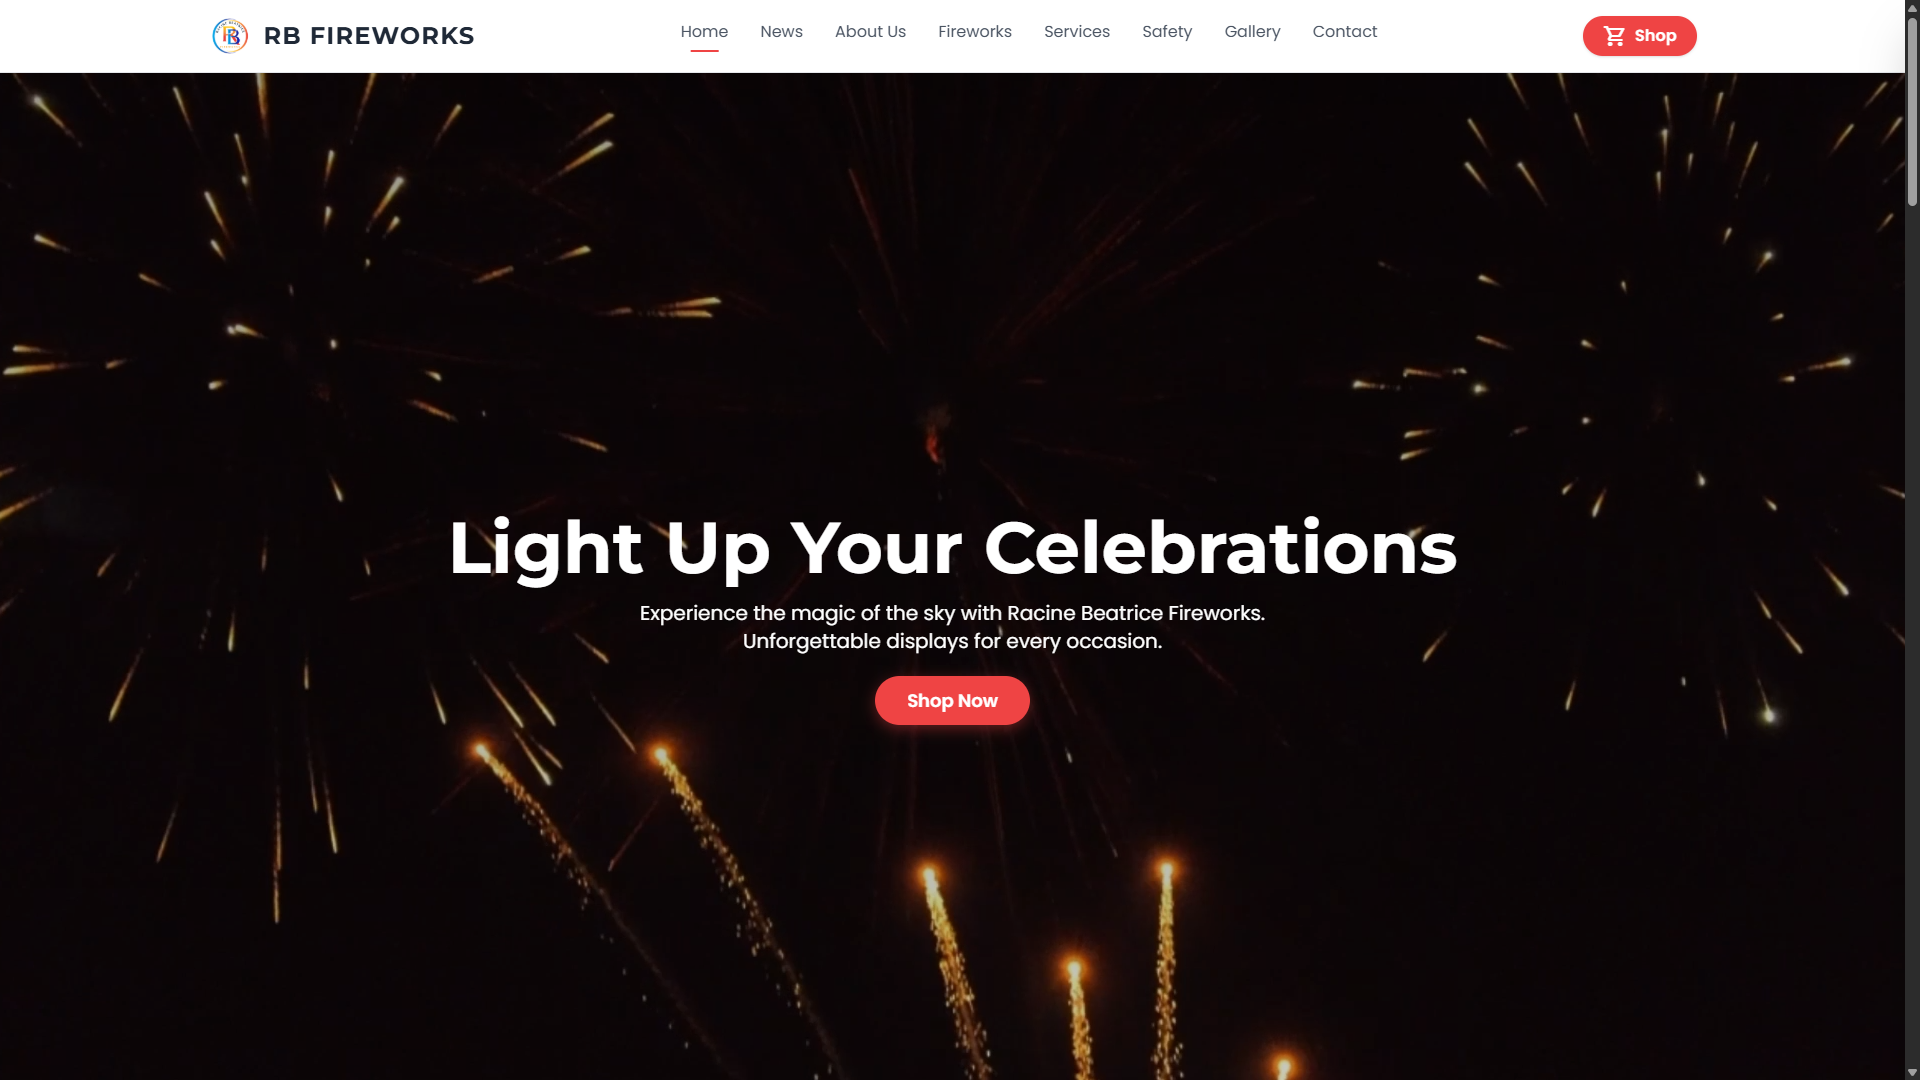 RB FIREWORKS
Home
News
About Us
Fireworks
Services
Safety
Gallery
Contact
Shop
Light Up Your Celebrations
Experience the magic of the sky with Racine Beatrice Fireworks.
Unforgettable displays for every occasion.
Shop Now